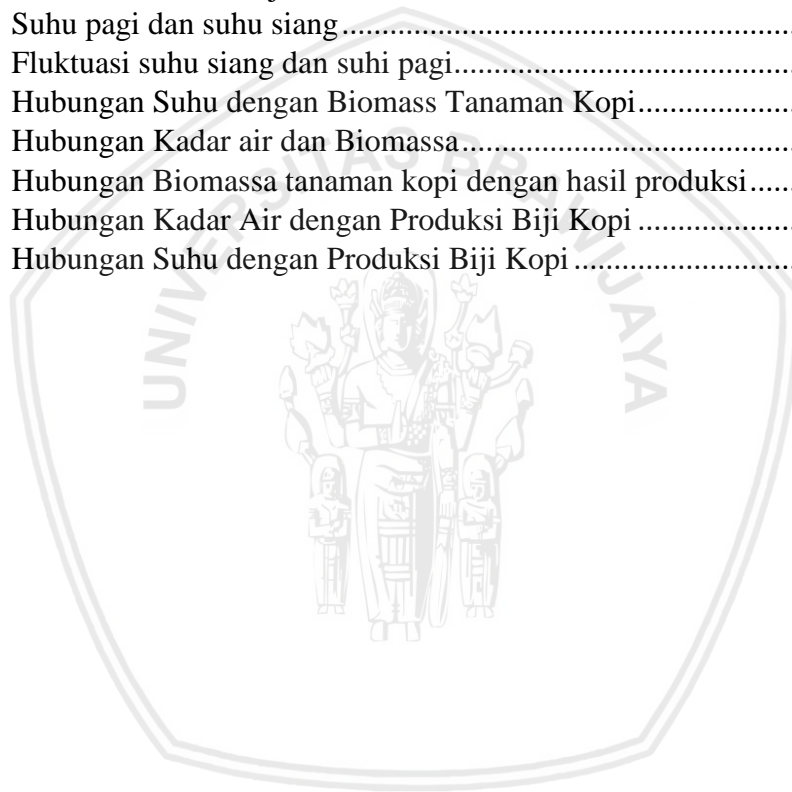 Suhu pagi dan suhu siang
Fluktuasi suhu siang dan suhi pagi
Hubungan Suhu dengan Biomass Tanaman Kopi
Hubungan Kadar air dan Biomassa
Hubungan Biomassa tanaman kopi dengan hasil produksi
Hubungan Kadar Air dengan Produksi Biji Kopi
Hubungan Suhu dengan Produksi Biji Kopi
UNIVERSITAS BRAWIJAYA